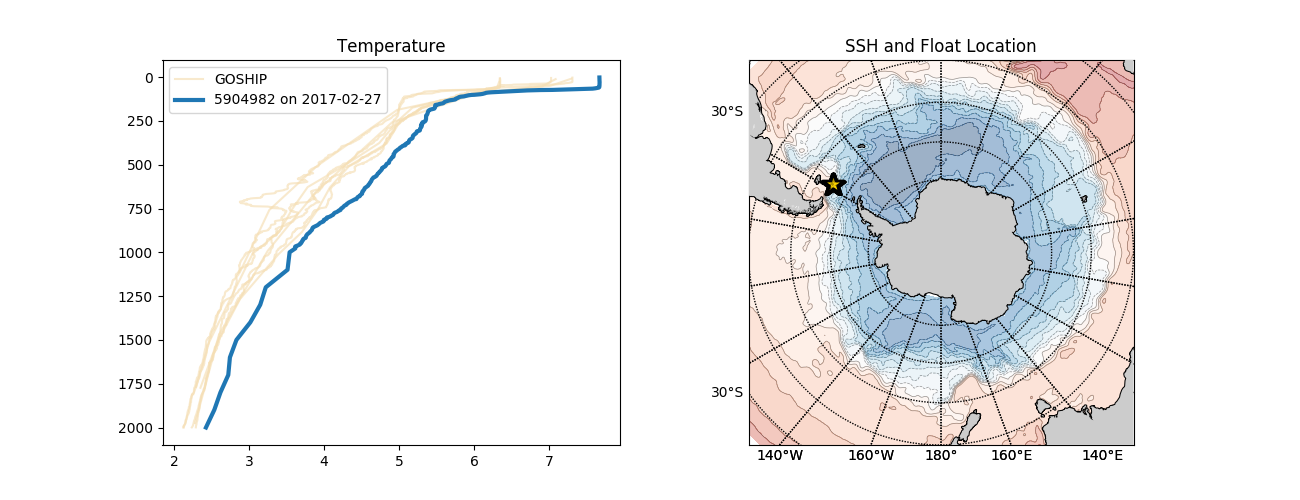 Temperature
GOSHIP
5904982 on 2017-02-27
0
250
500
750
1000
1250
1500
1750
2000
2 3 4 5 6 7
SSH and Float Location
30°S
30°S
140°W 160°W 180° 160°E 140°E